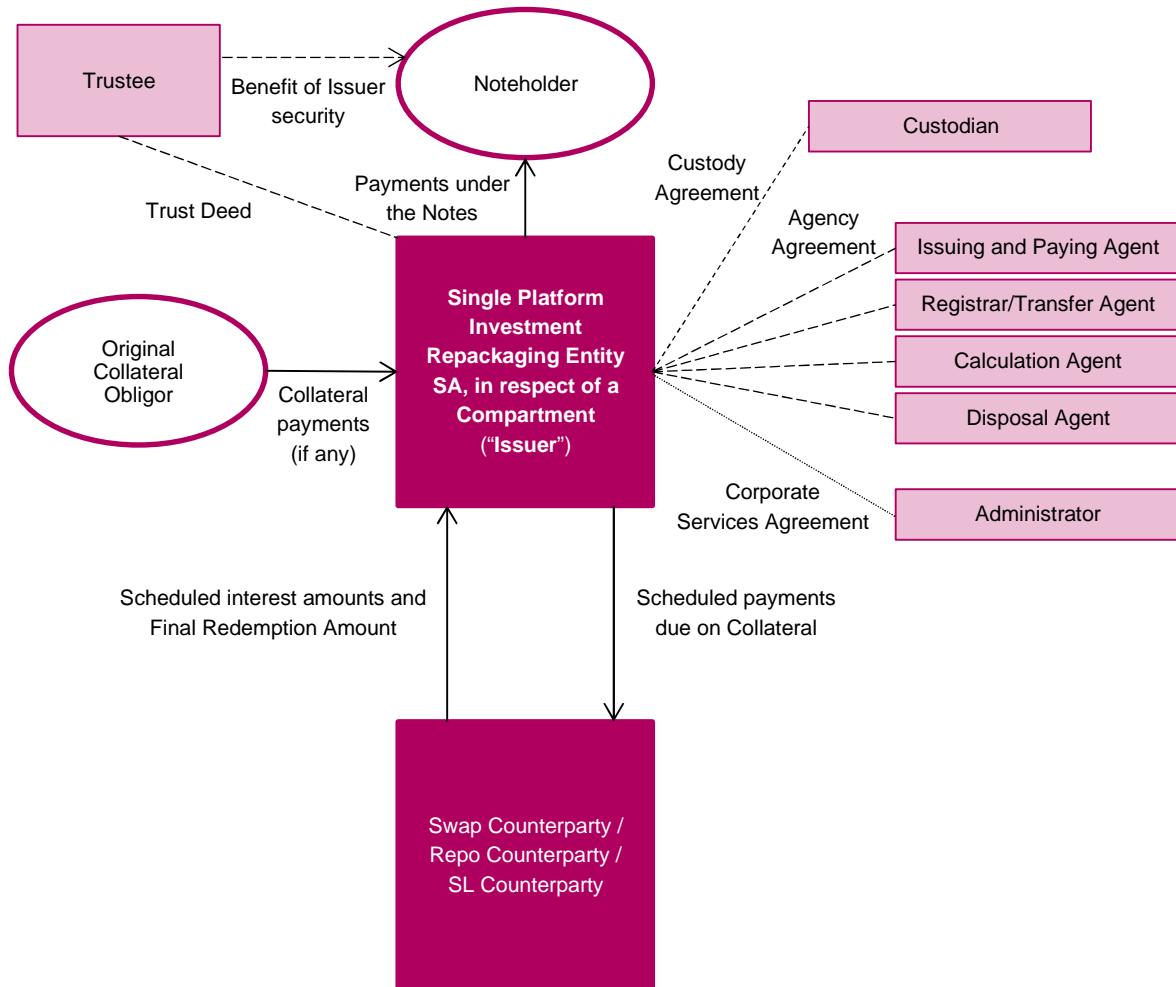 Trustee
Benefit of Issuer
security
Noteholder
Custodian
Custody
Agreement
Payments under
the Notes
Trust Deed
Agency
Agreement
Issuing and Paying Agent
Registrar/Transfer Agent
Calculation Agent
Disposal Agent
Single Platform
Investment
Repackaging Entity
SA, in respect of a
Compartment
(“Issuer”)
Original
Collateral
Obligor
Collateral
payments
(if any)
Corporate
Services Agreement
Administrator
Scheduled interest amounts and
Final Redemption Amount
Scheduled payments
due on Collateral
Swap Counterparty /
Repo Counterparty /
SL Counterparty